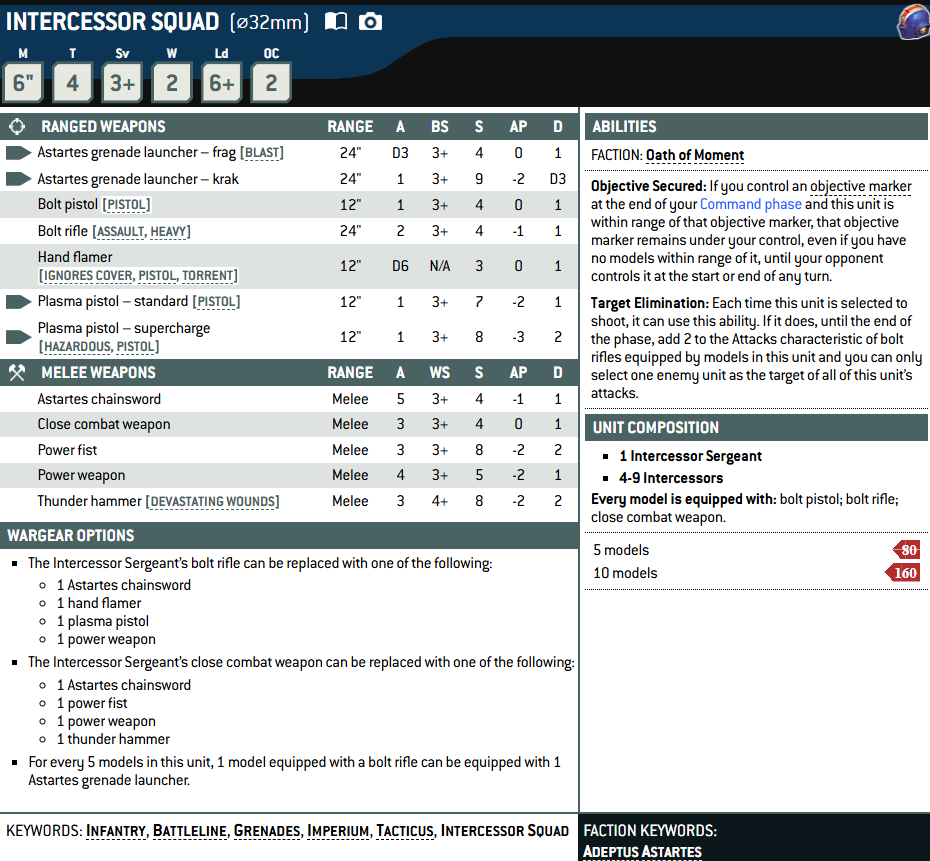 INTERCESSOR SQUAD (⌀32mm)
M T Sv W Ld OC
6" 4 3+ 2 6+ 2
RANGED WEAPONS RANGE A BS S AP D
Astartes grenade launcher – frag [BLAST] 24" D3 3+ 4 0 1
Astartes grenade launcher – krak 24" 1 3+ 9 -2 D3
Bolt pistol [PISTOL] 12" 1 3+ 4 0 1
Bolt rifle [ASSAULT, HEAVY] 24" 2 3+ 4 -1 1
Hand flamer
[IGNORES COVER, PISTOL, TORRENT] 12" D6 N/A 3 0 1
Plasma pistol – standard [PISTOL] 12" 1 3+ 7 -2 1
Plasma pistol – supercharge
[HAZARDOUS, PISTOL] 12" 1 3+ 8 -3 2
MELEE WEAPONS RANGE A WS S AP D
Astartes chainsword Melee 5 3+ 4 -1 1
Close combat weapon Melee 3 3+ 4 0 1
Power fist Melee 3 3+ 8 -2 2
Power weapon Melee 4 3+ 5 -2 1
Thunder hammer [DEVASTATING WOUNDS] Melee 3 4+ 8 -2 2
WARGEAR OPTIONS
The Intercessor Sergeant's bolt rifle can be replaced with one of the following:
1 Astartes chainsword
1 hand flamer
1 plasma pistol
1 power weapon
The Intercessor Sergeant's close combat weapon can be replaced with one of the following:
1 Astartes chainsword
1 power fist
1 power weapon
1 thunder hammer
For every 5 models in this unit, 1 model equipped with a bolt rifle can be equipped with 1
Astartes grenade launcher.
ABILITIES
FACTION: Oath of Moment
Objective Secured: If you control an objective marker
at the end of your Command phase and this unit is
within range of that objective marker, that objective
marker remains under your control, even if you have
no models within range of it, until your opponent
controls it at the start or end of any turn.
Target Elimination: Each time this unit is selected to
shoot, it can use this ability. If it does, until the end of
the phase, add 2 to the Attacks characteristic of bolt
rifles equipped by models in this unit and you can only
select one enemy unit as the target of all of this unit's
attacks.
UNIT COMPOSITION
1 Intercessor Sergeant
4-9 Intercessors
Every model is equipped with: bolt pistol; bolt rifle;
close combat weapon.
5 models 80
10 models 160
KEYWORDS: INFANTRY, BATTLELINE, GRENADES, IMPERIUM, TACTICUS, INTERCESSOR SQUAD
FACTION KEYWORDS:
ADEPTUS ASTARTES